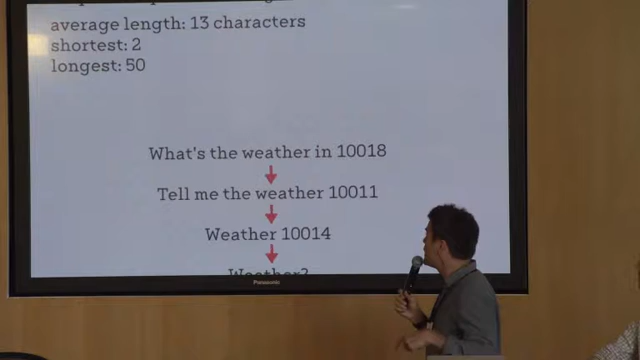 average length: 13 characters
shortest: 2
longest: 50
What's the weather in 10018
Tell me the weather 10011
Weather 10014
Weather?
Panasonic